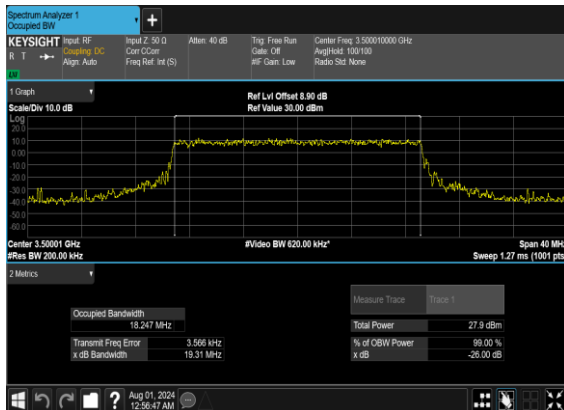 Spectrum Analyzer 1
Occupied BW
KEYSIGHT
R T
Input: RF
Coupling: DC
Align: Auto
Input Z: 50 Ω
Corr CCorr
Freq Ref: Int (S)
Atten: 40 dB
Trig: Free Run
Gate: Off
#IF Gain: Low
Center Freq: 3.500010000 GHz
Avg|Hold: 100/100
Radio Std: None
1 Graph
Scale/Div 10.0 dB
Ref Lvl Offset 8.90 dB
Ref Value 30.00 dBm
Log
20.0
10.0
0.00
-10.0
-20.0
-30.0
-40.0
-50.0
-60.0
Center 3.50001 GHz
#Res BW 200.00 kHz
#Video BW 620.00 kHz*
Span 40 MHz
Sweep 1.27 ms (1001 pts
2 Metrics
Measure Trace Trace 1
Occupied Bandwidth
18.247 MHz
Total Power 27.9 dBm
Transmit Freq Error 3.566 kHz
% of OBW Power 99.00 %
x dB Bandwidth 19.31 MHz
x dB -26.00 dB
?
Aug 01, 2024
12:56:47 AM